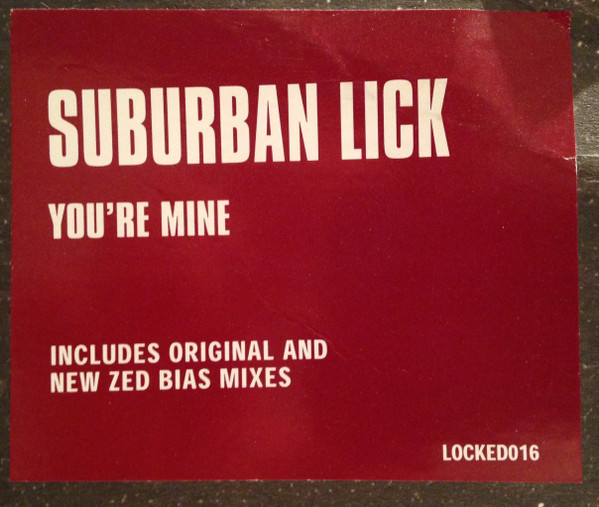 SUBURBAN LICK
YOU'RE MINE
INCLUDES ORIGINAL AND
NEW ZED BIAS MIXES
LOCKED016